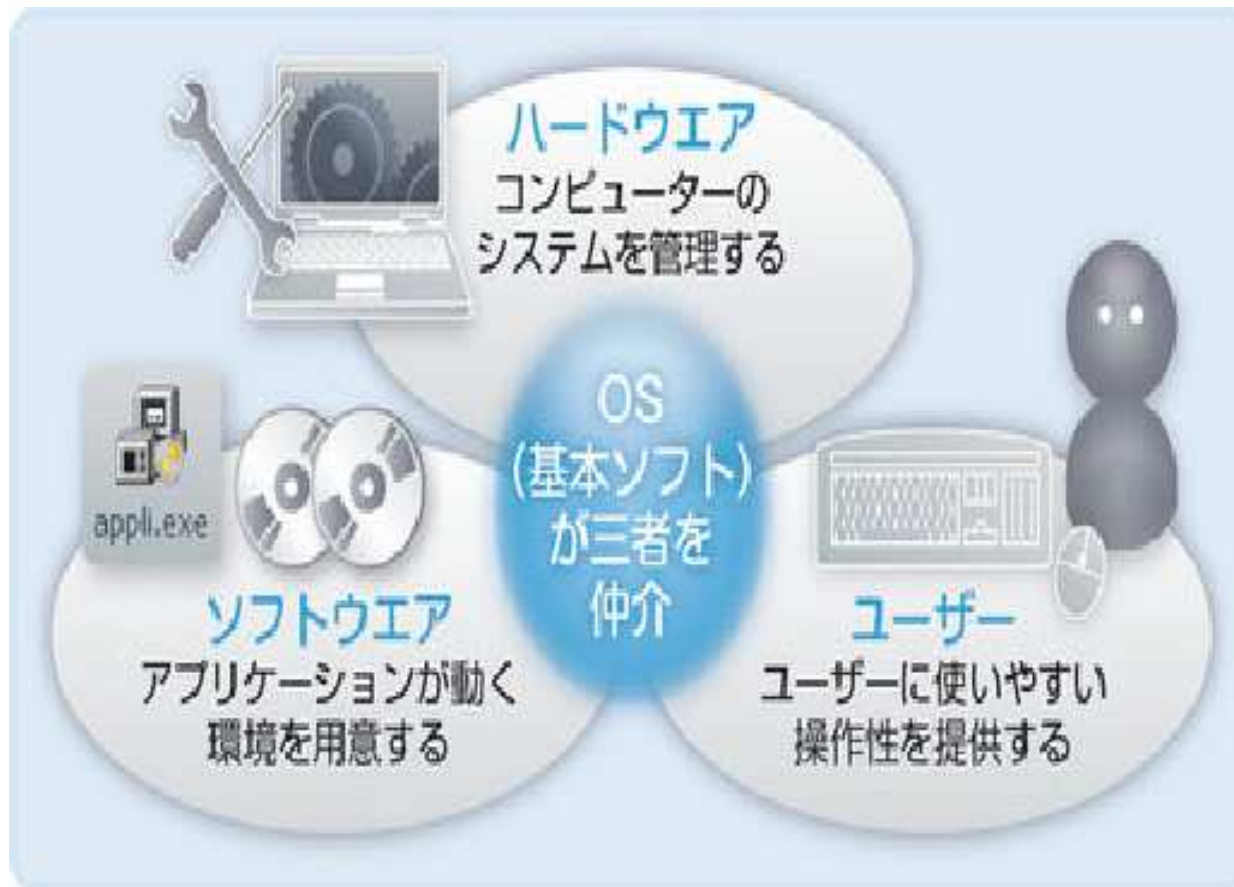 ハードウエア
コンピューターの
システムを管理する
OS
(基本ソフト)
が三者を
仲介
appli.exe
ソフトウエア
アプリケーションが動く
環境を用意する
ユーザー
ユーザーに使いやすい
操作性を提供する